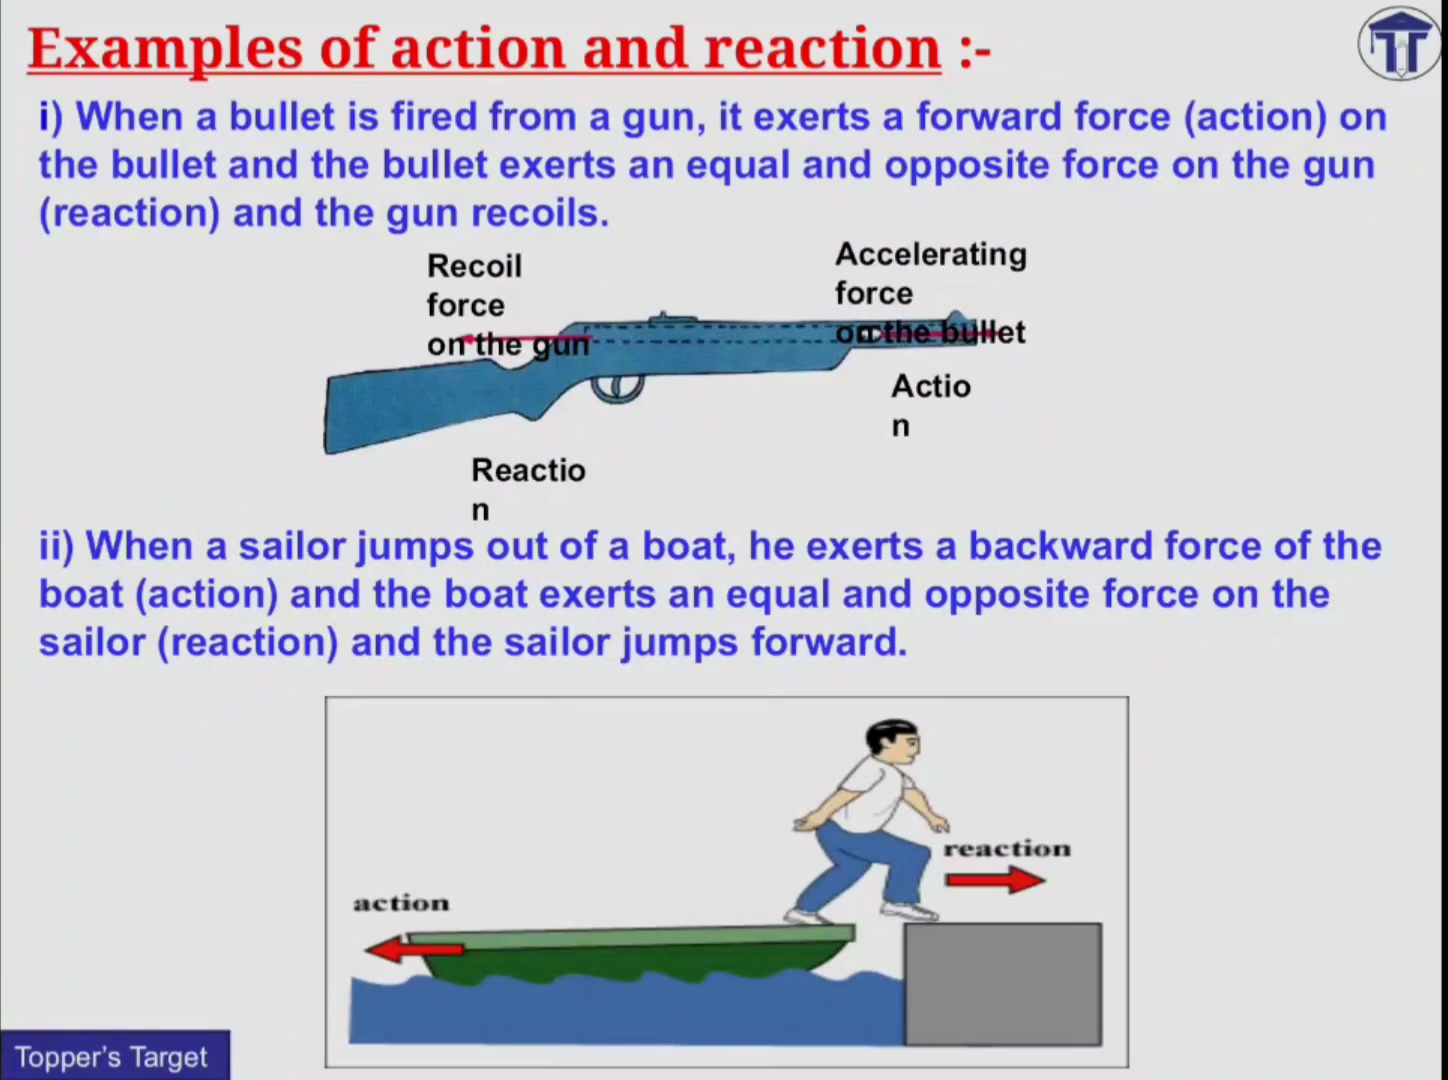 Examples of action and reaction :-
i) When a bullet is fired from a gun, it exerts a forward force (action) on
the bullet and the bullet exerts an equal and opposite force on the gun
(reaction) and the gun recoils.
Recoil
force
on the gun
Accelerating
force
on the bullet
Actio
n
Reactio
n
ii) When a sailor jumps out of a boat, he exerts a backward force of the
boat (action) and the boat exerts an equal and opposite force on the
sailor (reaction) and the sailor jumps forward.
reaction
action
Topper's Target